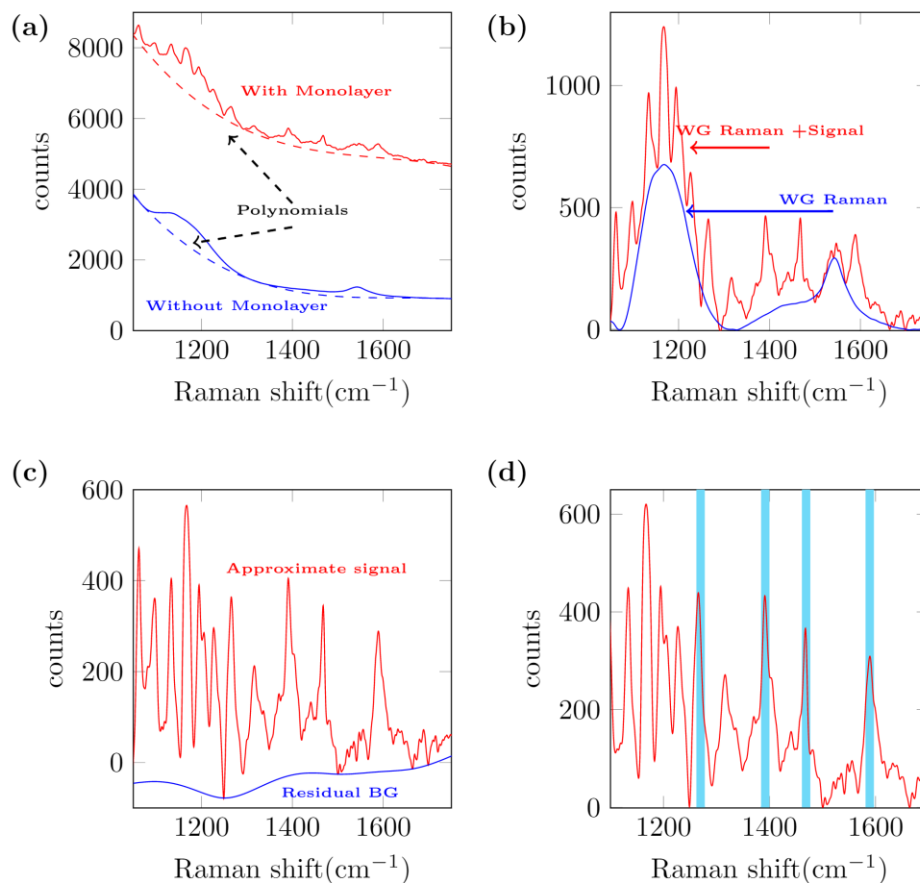 (a)
counts
8000
6000
4000
2000
0
With Monolayer
Polynomials
Without Monolayer
1200
1400
1600
Raman shift(cm⁻¹)
(b)
counts
1000
500
0
WG Raman +Signal
WG Raman
1200
1400
1600
Raman shift(cm⁻¹)
(c)
counts
600
400
200
0
Approximate signal
Residual BG
1200
1400
1600
Raman shift(cm⁻¹)
(d)
counts
600
400
200
0
1200
1400
1600
Raman shift(cm⁻¹)